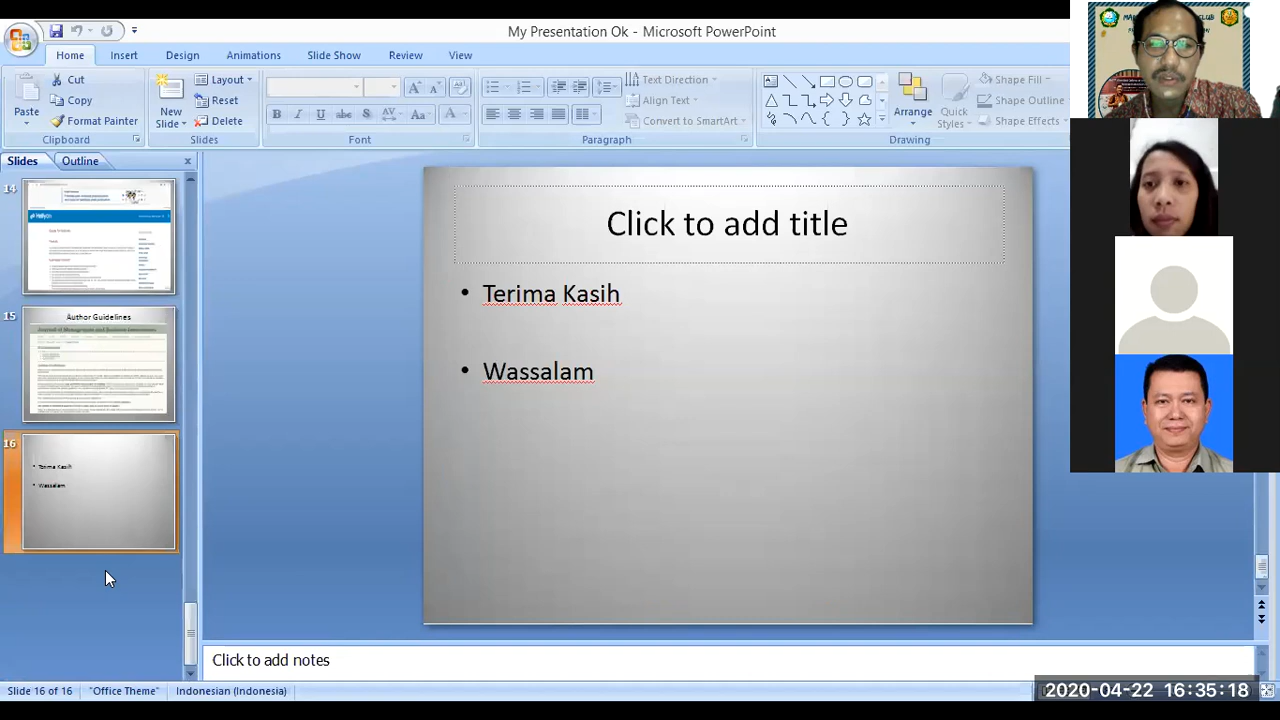 My Presentation Ok - Microsoft PowerPoint
Home Insert Design Animations Slide Show Review View
Paste Cut Copy Format Painter Clipboard
New Slide Layout Reset Delete Slides
B I U abc S AV Aa A Font
Text Direction Align Text Convert to SmartArt Paragraph
Arrange Quick Styles Shape Fill Shape Outline Shape Effects Drawing
Slides Outline
14
15
Author Guidelines
16
Terima Kasih
Wassalam
Click to add title
• Terima Kasih
• Wassalam
Click to add notes
Slide 16 of 16 "Office Theme" Indonesian (Indonesia)
2020-04-22 16:35:18